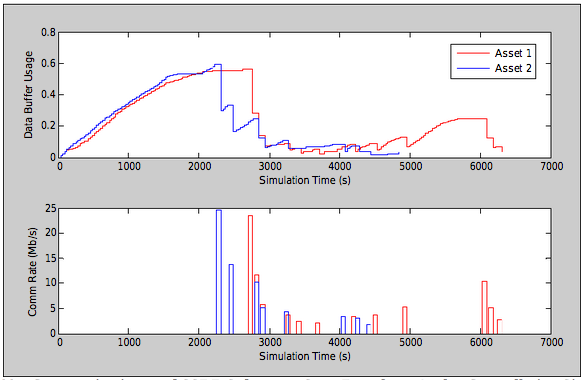 0.8
0.6
0.4
0.2
0
Data Buffer Usage
Asset 1
Asset 2
0 1000 2000 3000 4000 5000 6000 7000
Simulation Time (s)
25
20
15
10
5
0
Comm Rate (Mb/s)
0 1000 2000 3000 4000 5000 6000 7000
Simulation Time (s)